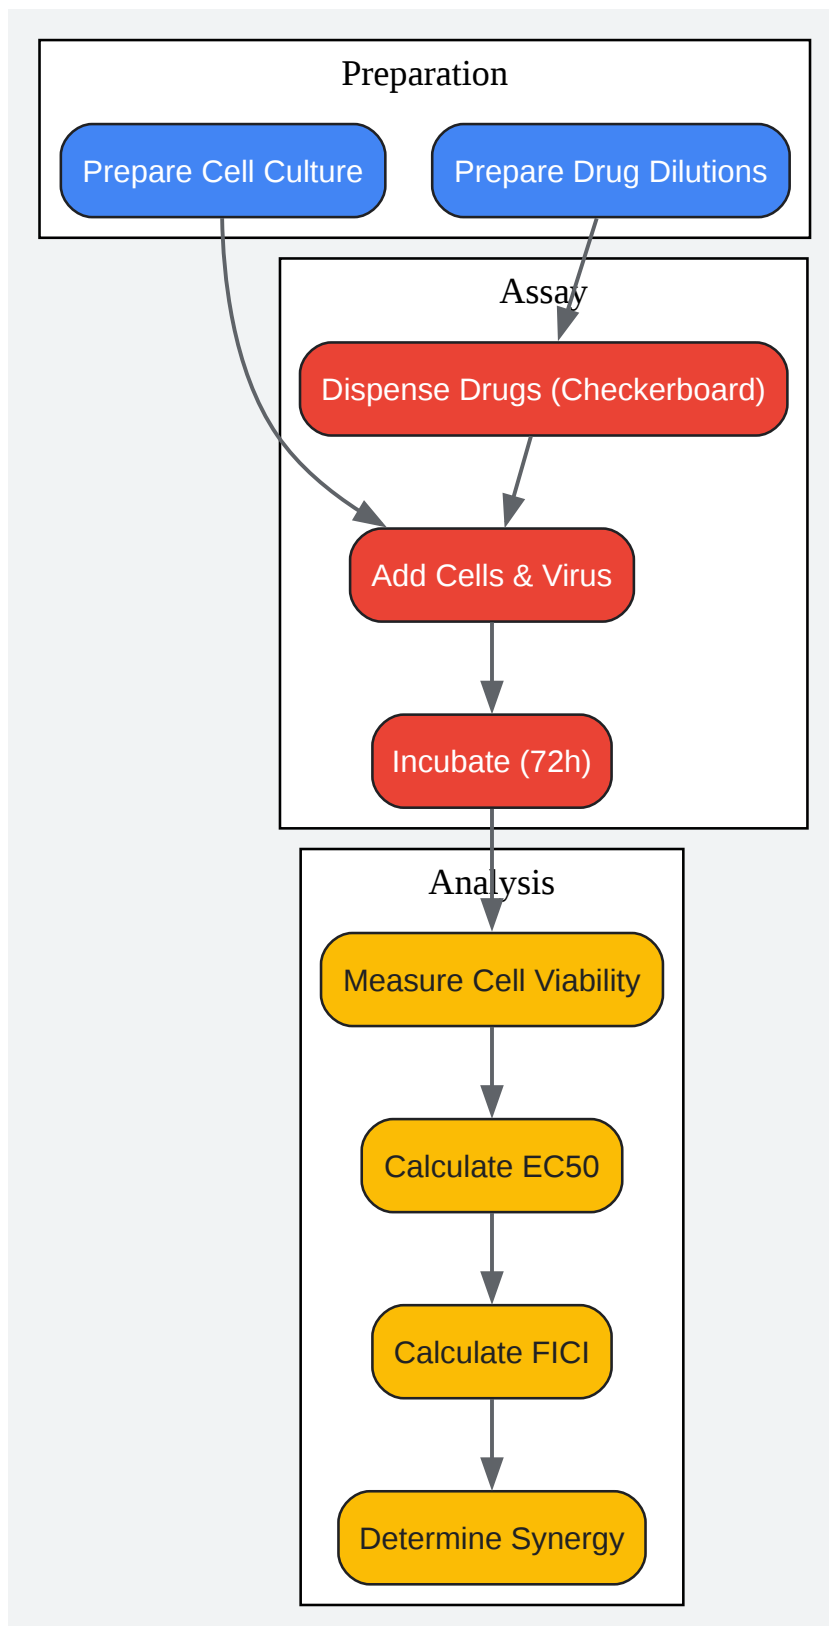 Preparation
Prepare Cell Culture
Prepare Drug Dilutions
Assay
Dispense Drugs (Checkerboard)
Add Cells & Virus
Incubate (72h)
Analysis
Measure Cell Viability
Calculate EC50
Calculate FICI
Determine Synergy